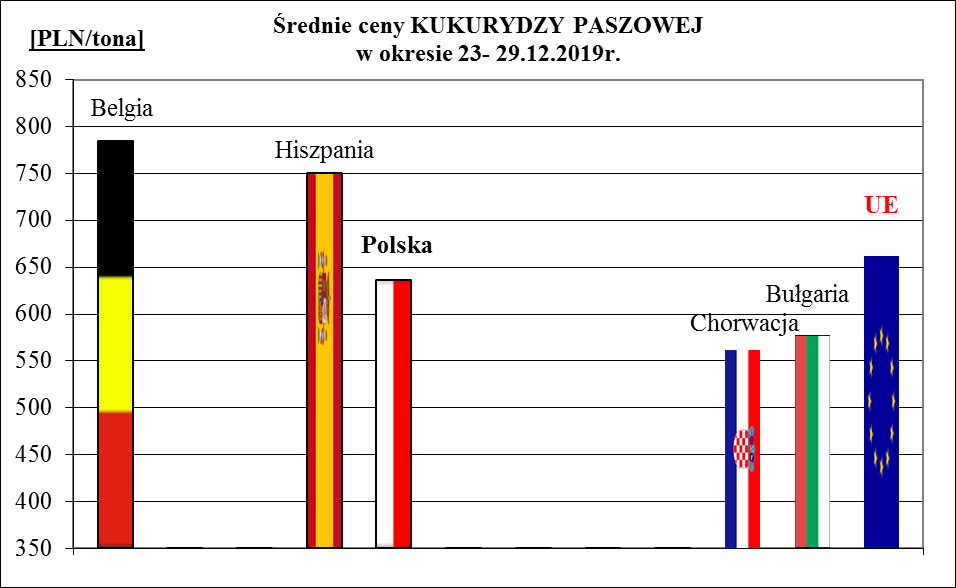 Średnie ceny KUKURYDZY PASZOWEJ
w okresie 23- 29.12.2019r.
[PLN/tona]
850
800
750
700
650
600
550
500
450
400
350
Belgia
Hiszpania
Polska
Chorwacja
Bułgaria
UE